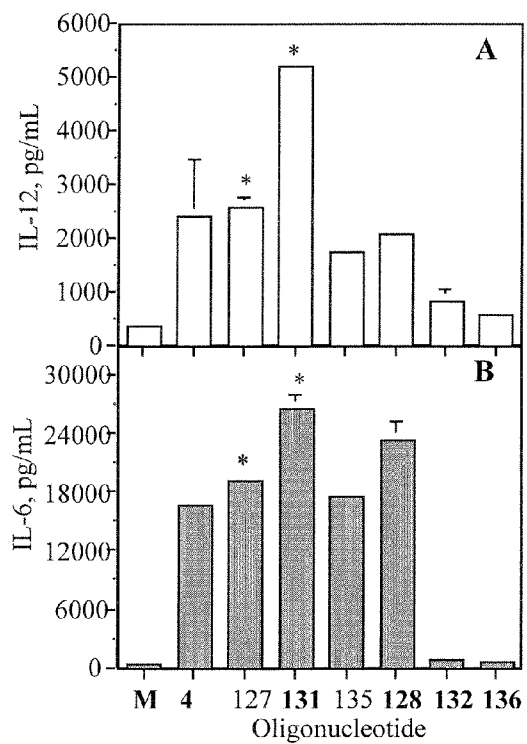 6000
A
*
5000
4000
IL-12, pg/mL
3000
*
2000
1000
0
30000
B
*
24000
*
IL-6, pg/mL
18000
12000
6000
0
M 4 127 131 135 128 132 136
Oligonucleotide